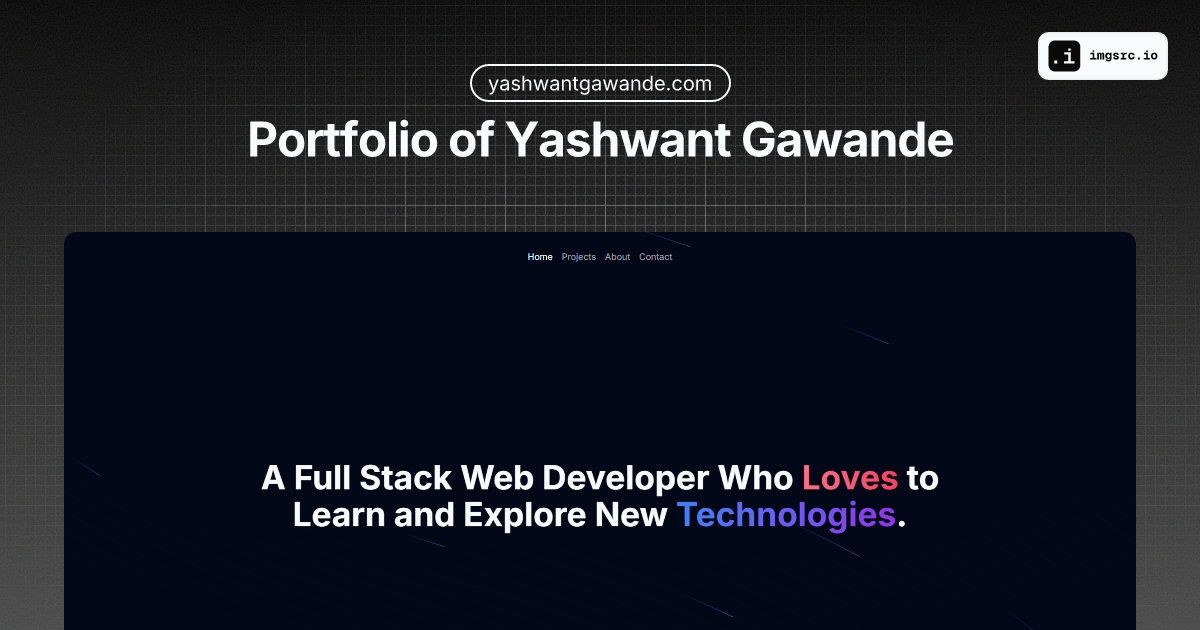 .i imgsrc.io
yashwantgawande.com
Portfolio of Yashwant Gawande
Home Projects About Contact
A Full Stack Web Developer Who Loves to
Learn and Explore New Technologies.